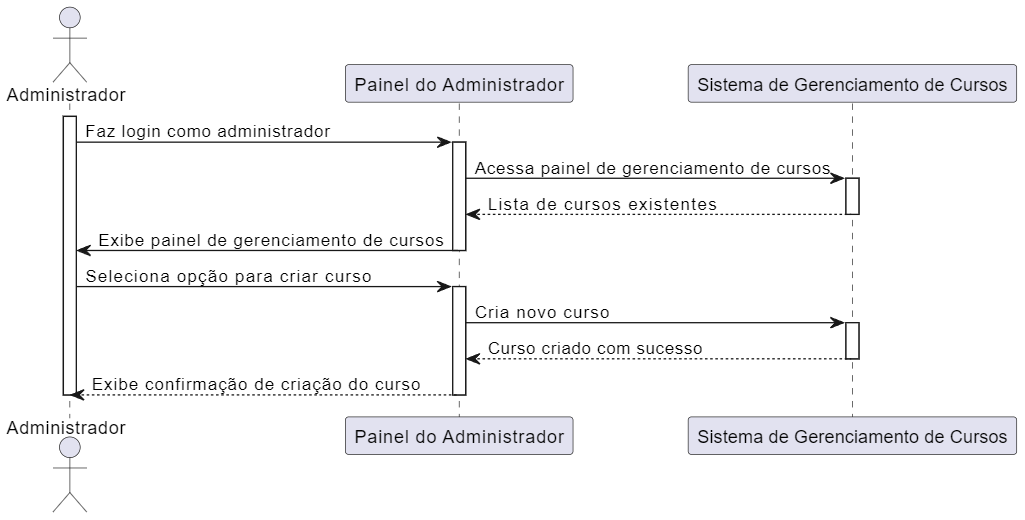 Administrador
Painel do Administrador
Sistema de Gerenciamento de Cursos
Faz login como administrador
Acessa painel de gerenciamento de cursos
Lista de cursos existentes
Exibe painel de gerenciamento de cursos
Seleciona opção para criar curso
Cria novo curso
Curso criado com sucesso
Exibe confirmação de criação do curso
Administrador
Painel do Administrador
Sistema de Gerenciamento de Cursos